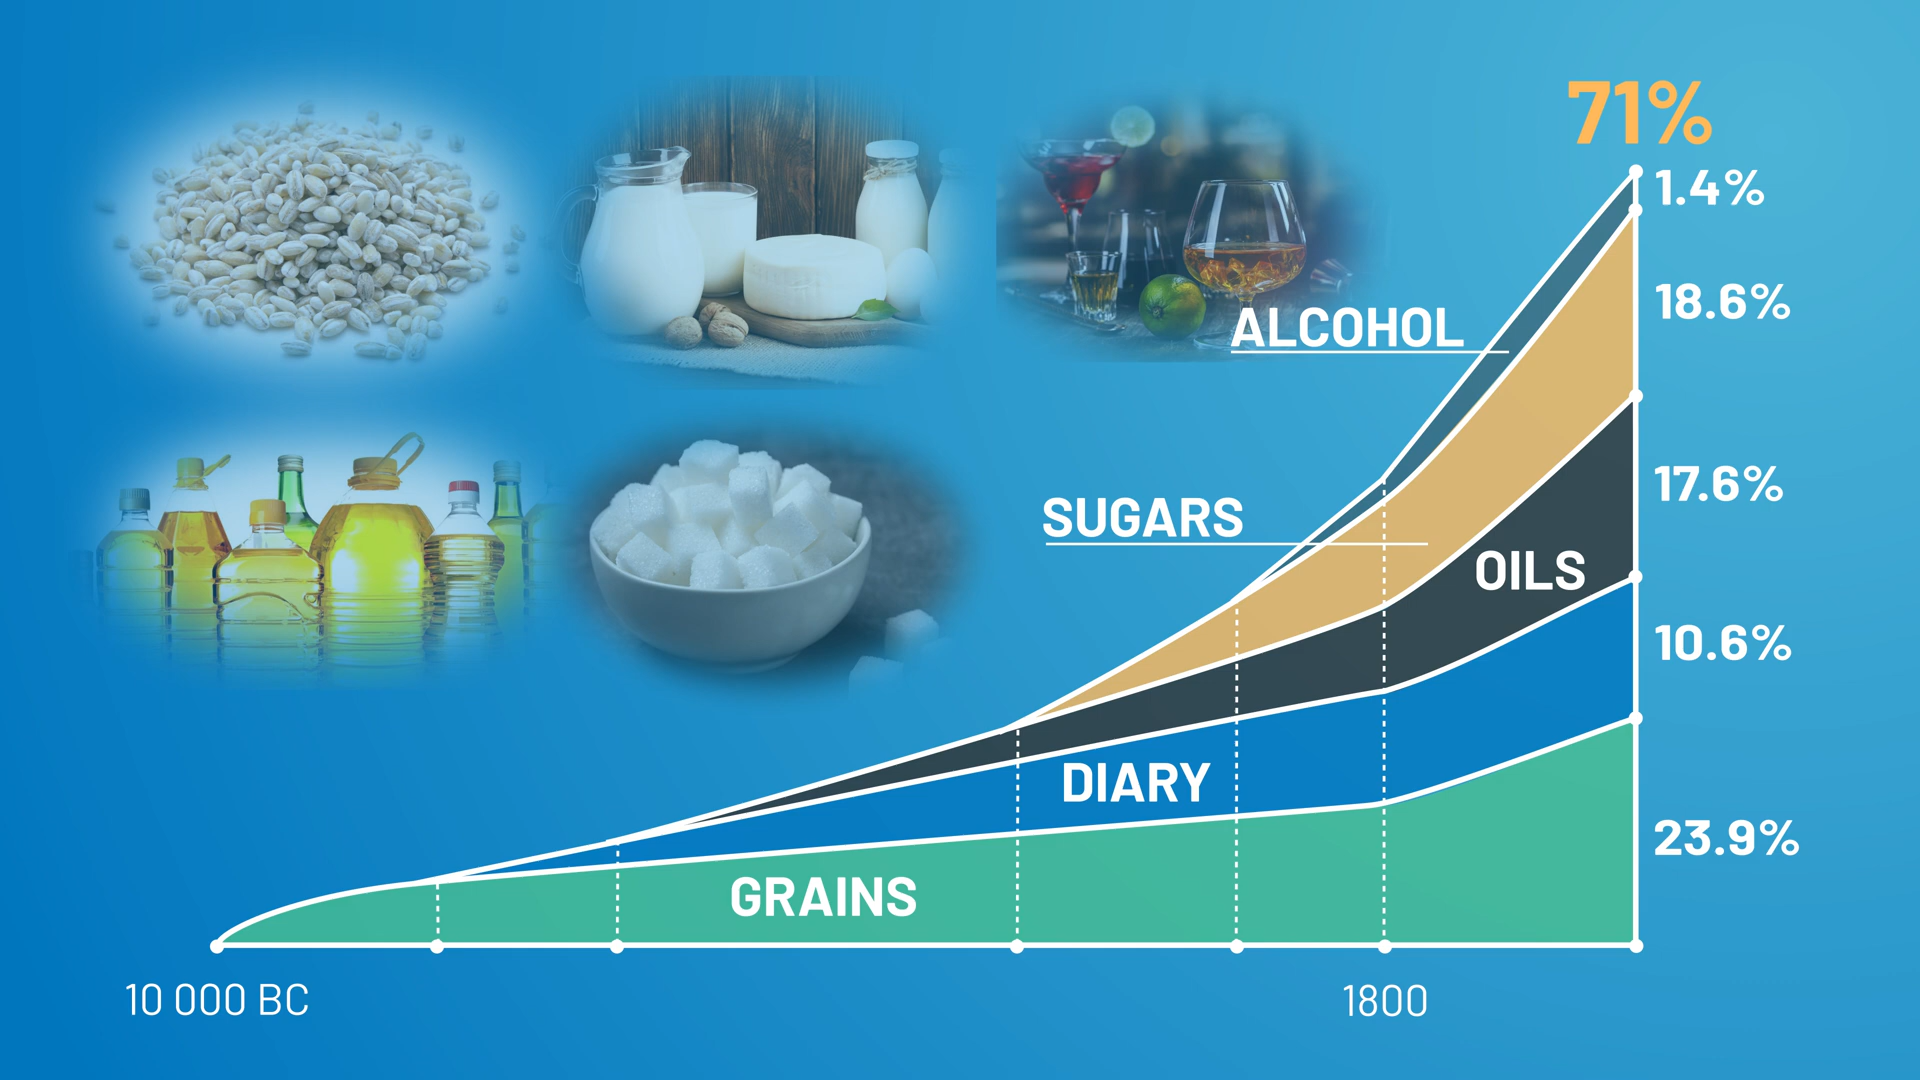 71%
1.4%
18.6%
ALCOHOL
17.6%
SUGARS
OILS
10.6%
DIARY
23.9%
GRAINS
10 000 BC
1800